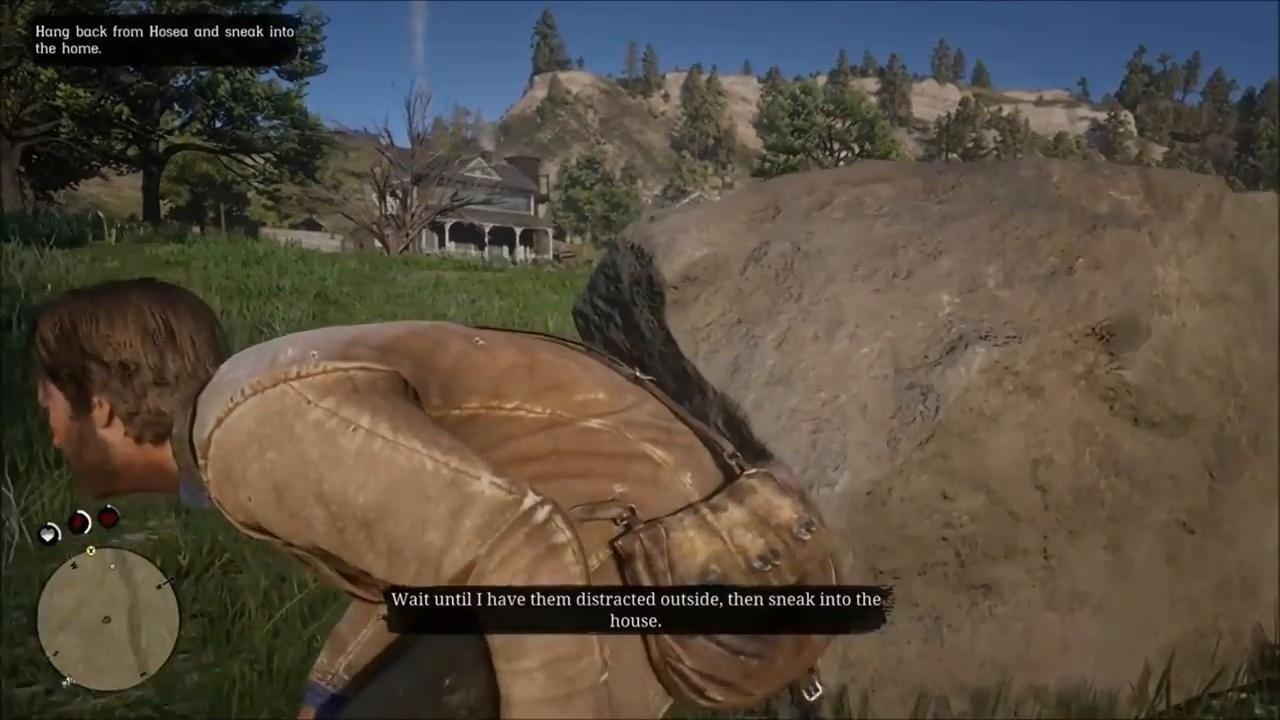 Hang back from Hosea and sneak into
the home.
Wait until I have them distracted outside, then sneak into the
house.